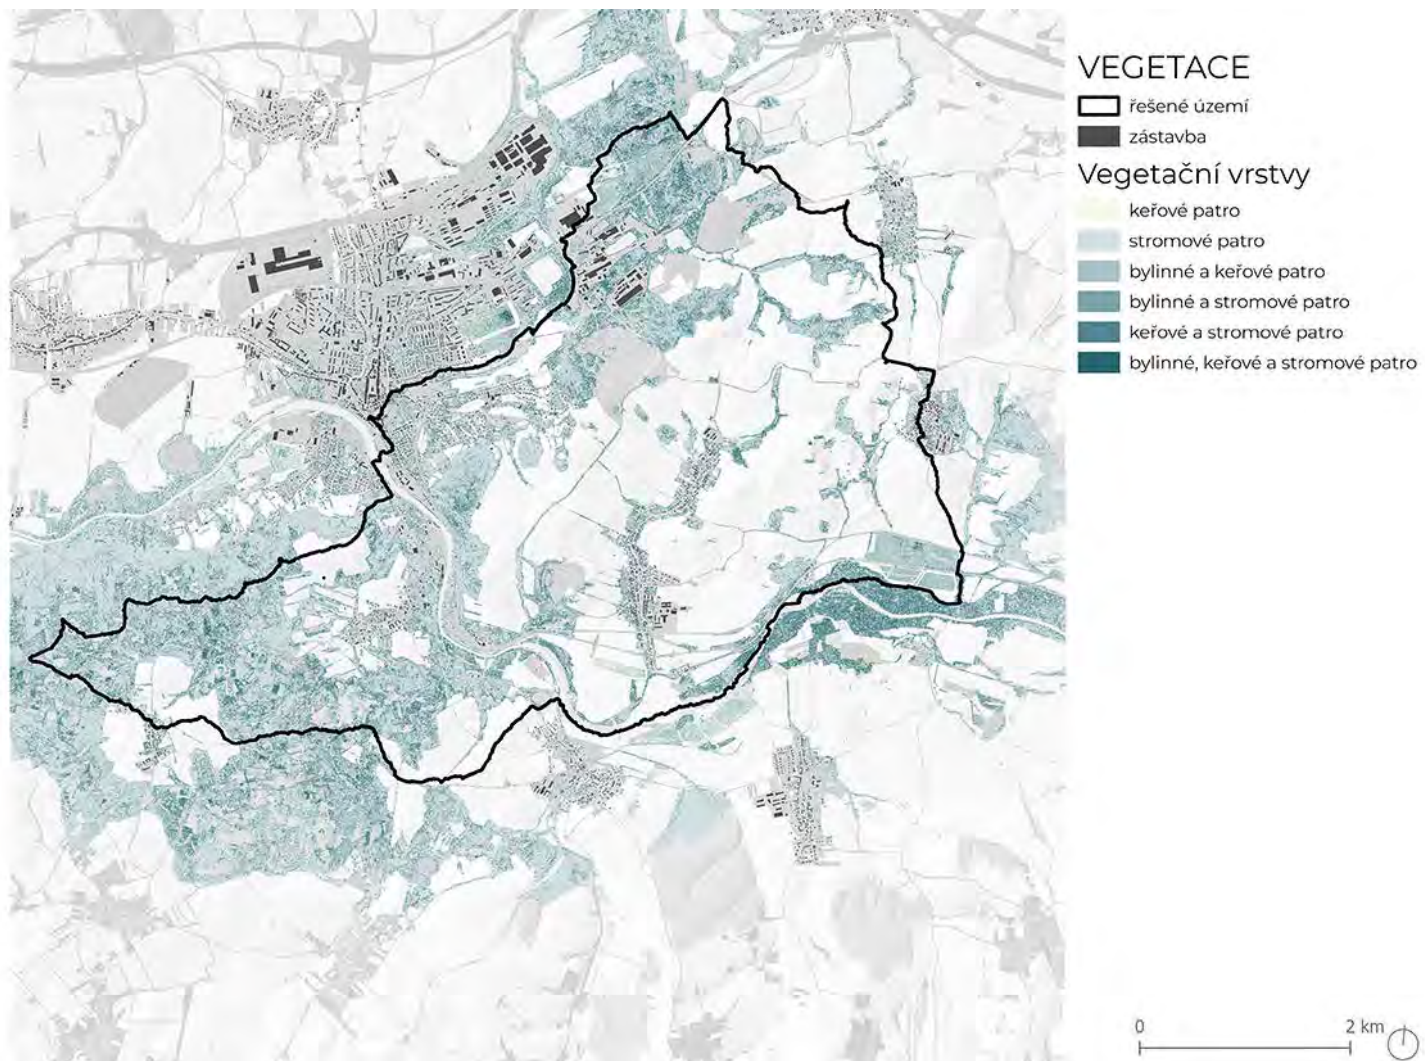 VEGETACE
řešené území
zástavba
Vegetační vrstvy
keřové patro
stromové patro
bylinné a keřové patro
bylinné a stromové patro
keřové a stromové patro
bylinné, keřové a stromové patro
0 2 km